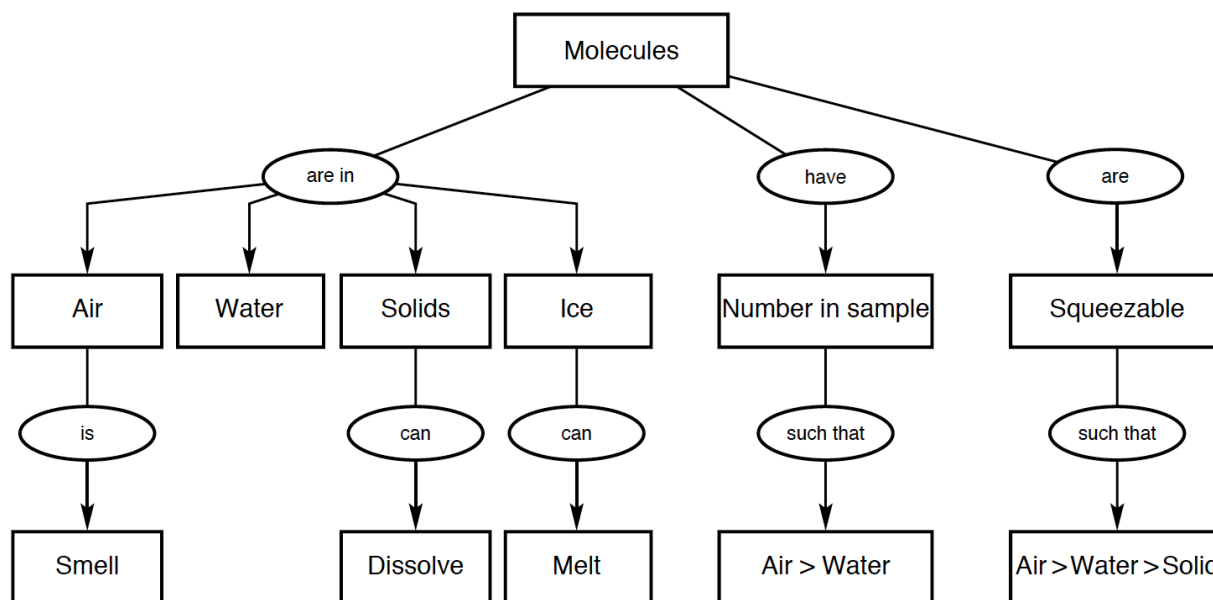 Molecules
are in
have
are
Air
Water
Solids
Ice
Number in sample
Squeezable
is
can
can
such that
such that
Smell
Dissolve
Melt
Air > Water
Air > Water > Solid